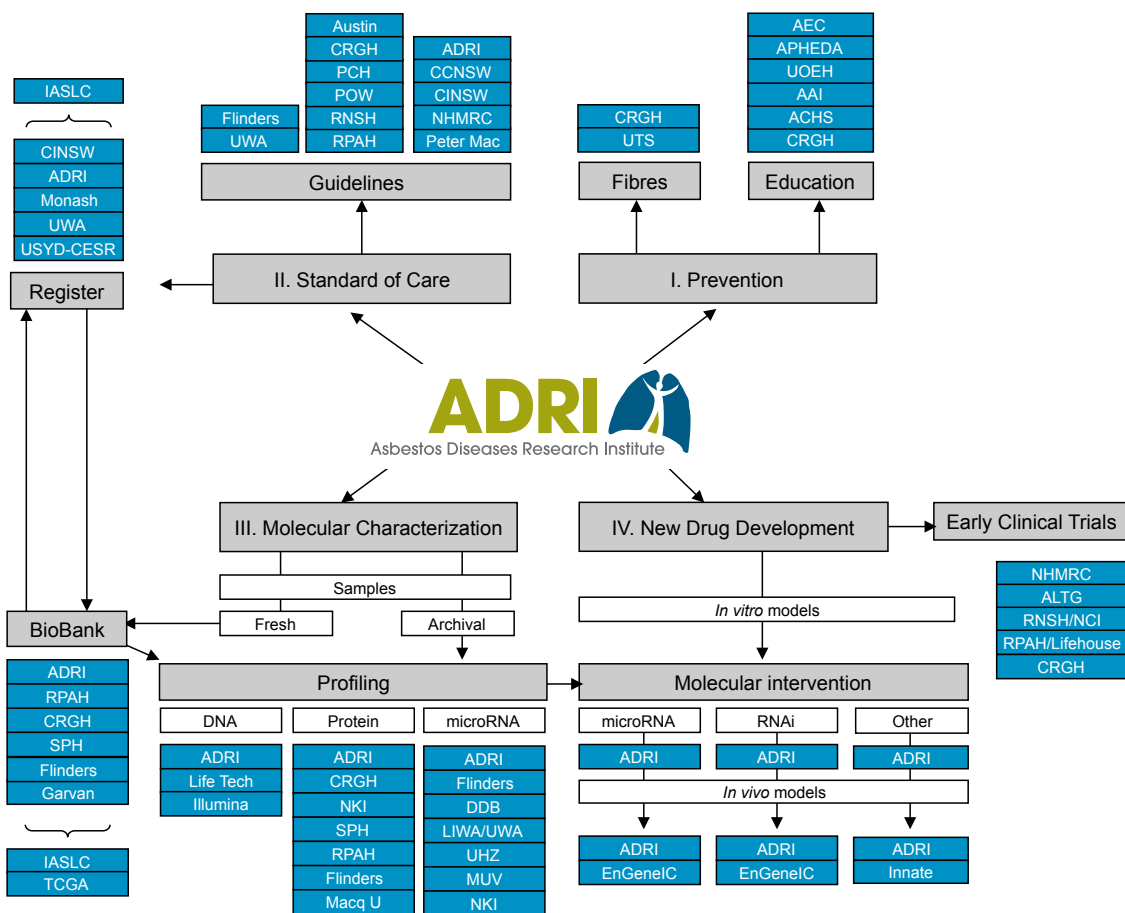 IASLC
CINSW
ADRI
Monash
UWA
USYD-CESR
Register
Flinders
UWA
Austin
CRGH
PCH
POW
RNSH
RPAH
ADRI
CCNSW
CINSW
NHMRC
Peter Mac
Guidelines
II. Standard of Care
CRGH
UTS
Fibres
AEC
APHEDA
UOEH
AAI
ACHS
CRGH
Education
I. Prevention
ADRI
Asbestos Diseases Research Institute
III. Molecular Characterization
Samples
Fresh
Archival
BioBank
ADRI
RPAH
CRGH
SPH
Flinders
Garvan
IASLC
TCGA
Profiling
DNA
ADRI
Life Tech
Illumina
Protein
ADRI
CRGH
NKI
SPH
RPAH
Flinders
Macq U
microRNA
ADRI
Flinders
DDB
LIWA/UWA
UHZ
MUV
NKI
IV. New Drug Development
Early Clinical Trials
NHMRC
ALTG
RNSH/NCI
RPAH/Lifehouse
CRGH
In vitro models
Molecular intervention
microRNA
RNAi
Other
ADRI
ADRI
ADRI
In vivo models
ADRI
EnGeneIC
ADRI
EnGeneIC
ADRI
Innate